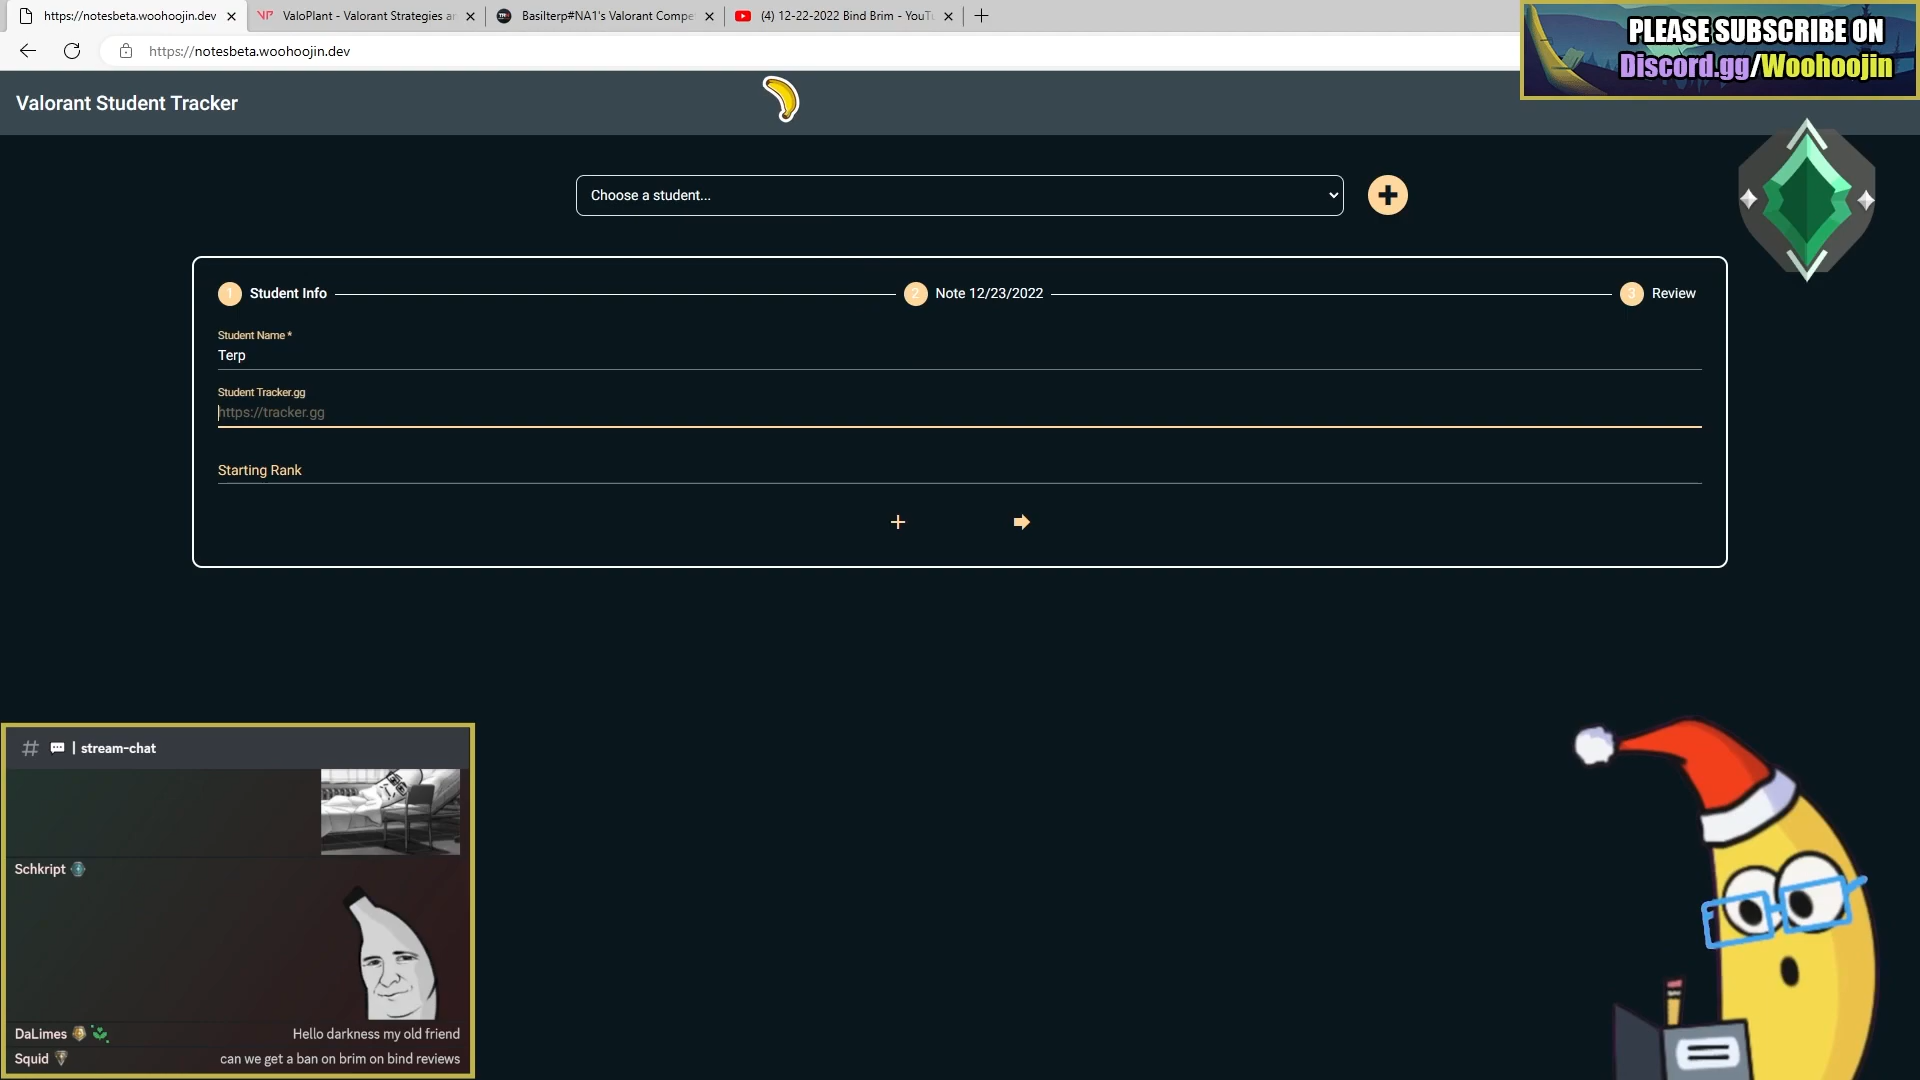 https://notesbeta.woohoojin.dev
VP ValoPlant - Valorant Strategies an
Basilterp#NA1's Valorant Compe
(4) 12-22-2022 Bind Brim - YouTu
https://notesbeta.woohoojin.dev
PLEASE SUBSCRIBE ON
Discord.gg/Woohoojin
Valorant Student Tracker
Choose a student...
1 Student Info
2 Note 12/23/2022
3 Review
Student Name *
Terp
Student Tracker.gg
https://tracker.gg
Starting Rank
# | stream-chat
Schkript
DaLimes Hello darkness my old friend
Squid can we get a ban on brim on bind reviews